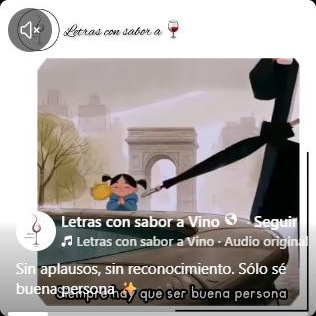 Letras con sabor a 🍷
Letras con sabor a Vino · Seguir
Letras con sabor a Vino · Audio original
Sin aplausos, sin reconocimiento. Sólo sé
buena persona ✨
Siempre hay que ser buena persona